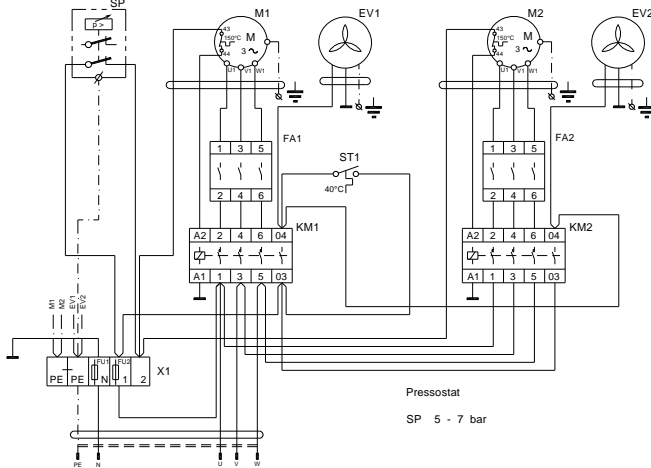 SP
M1
EV1
M2
EV2
P >
43
150°C
44
M
3 ~
U1
V1
W1
43
150°C
44
M
3 ~
U1
V1
W1
FA1
1 3 5
2 4 6
ST1
40°C
FA2
1 3 5
2 4 6
KM1
A2 2 4 6 04
A1 1 3 5 03
KM2
A2 2 4 6 04
A1 1 3 5 03
M1
M2
EV1
EV2
FU1
FU2
PE PE N 1 2
X1
Pressostat
SP 5 - 7 bar
PE N U V W